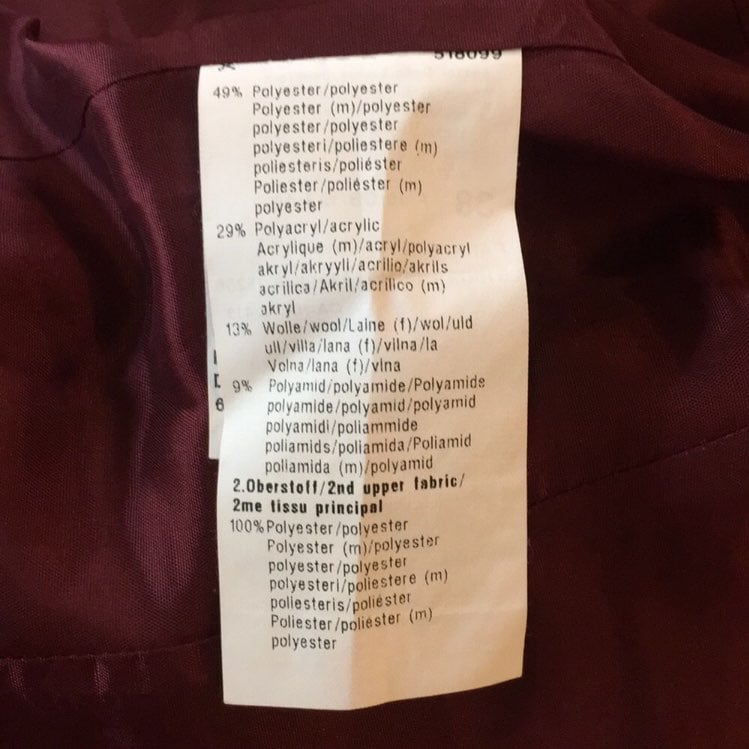 518099
49% Polyester/polyester
Polyester (m)/polyester
polyester/polyester
polyesteri/poliestere (m)
poliesteris/poliéster
Poliester/poliéster (m)
polyester
29% Polyacryl/acrylic
Acrylique (m)/acryl/polyacryl
akryl/akryyli/acrilio/akrils
acrilica/Akril/acrílico (m)
akryl
13% Wolle/wool/Laine (f)/wol/uld
ull/villa/lana (f)/vilna/la
Volna/lana (f)/vlna
9% Polyamid/polyamide/Polyamide
polyamide/polyamid/polyamid
polyamidi/poliammide
poliamids/poliamida/Poliamid
poliamida (m)/polyamid
2.Oberstoff/2nd upper fabric/
2me tissu principal
100% Polyester/polyester
Polyester (m)/polyester
polyester/polyester
polyesteri/poliestere (m)
poliesteris/poliéster
Poliester/poliéster (m)
polyester
6